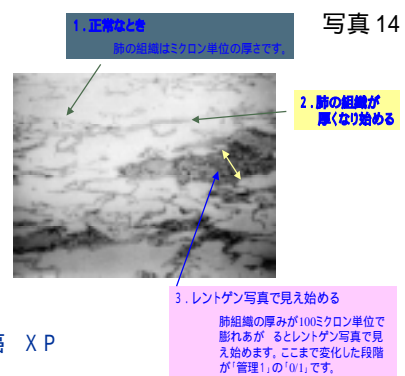 1．正常なとき
肺の組織はミクロン単位の厚さです。
写真 14
2．肺の組織が
厚くなり始める
3．レントゲン写真で見え始める
肺組織の厚みが100ミクロン単位で
膨れあが　るとレントゲン写真で見
え始めます。ここまで変化した段階
が「管理1」の「0/1」です。
ＸＰ